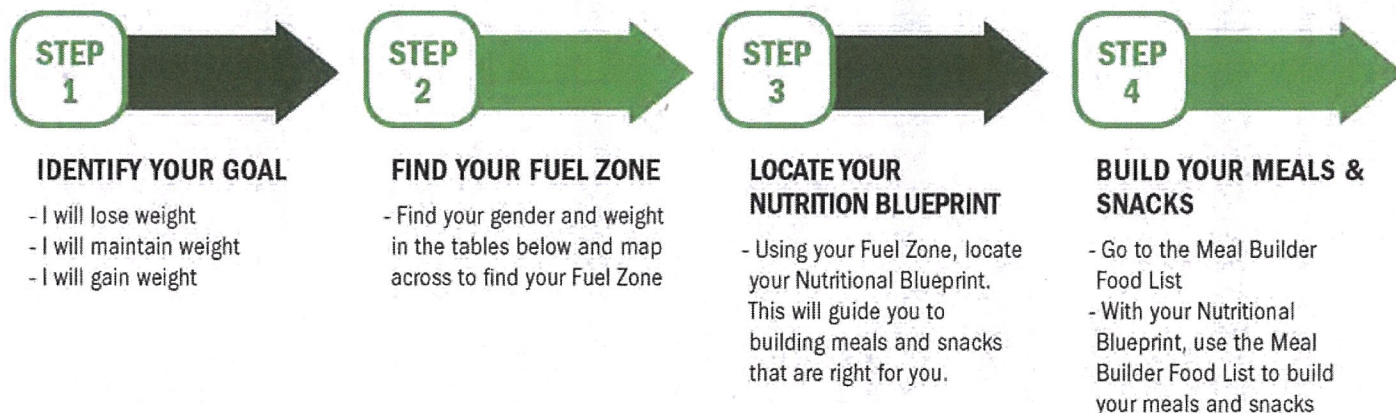 STEP
1
IDENTIFY YOUR GOAL
- I will lose weight
- I will maintain weight
- I will gain weight
STEP
2
FIND YOUR FUEL ZONE
- Find your gender and weight
in the tables below and map
across to find your Fuel Zone
STEP
3
LOCATE YOUR
NUTRITION BLUEPRINT
- Using your Fuel Zone, locate
your Nutritional Blueprint.
This will guide you to
building meals and snacks
that are right for you.
STEP
4
BUILD YOUR MEALS &
SNACKS
- Go to the Meal Builder
Food List
- With your Nutritional
Blueprint, use the Meal
Builder Food List to build
your meals and snacks